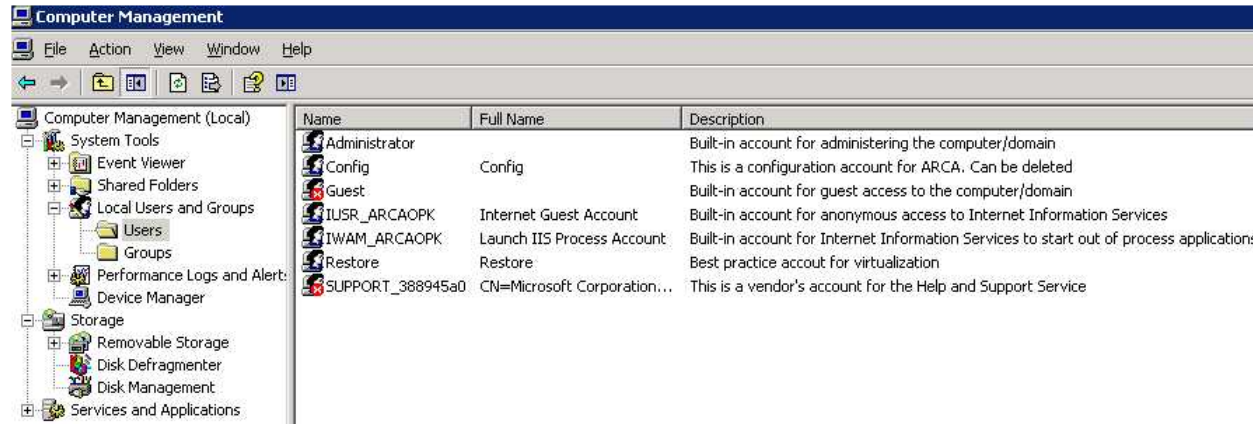 Computer Management
File Action View Window Help
Computer Management (Local)
System Tools
Event Viewer
Shared Folders
Local Users and Groups
Users
Groups
Performance Logs and Alert
Device Manager
Storage
Removable Storage
Disk Defragmenter
Disk Management
Services and Applications
Name Full Name Description
Administrator Built-in account for administering the computer/domain
Config Config This is a configuration account for ARCA. Can be deleted
Guest Built-in account for guest access to the computer/domain
IUSR_ARCAOPK Internet Guest Account Built-in account for anonymous access to Internet Information Services
IWAM_ARCAOPK Launch IIS Process Account Built-in account for Internet Information Services to start out of process applications
Restore Restore Best practice accout for virtualization
SUPPORT_388945a0 CN=Microsoft Corporation... This is a vendor's account for the Help and Support Service